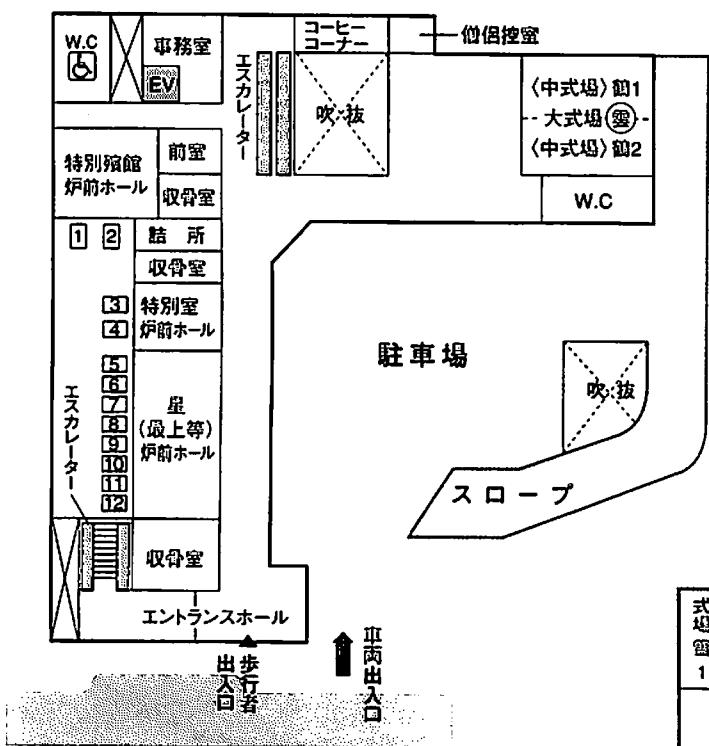 W.C
事務室
EV
エスカレーター
コーヒー
コーナー
僧侶控室
吹抜
〈中式場〉鶴1
大式場 雲
〈中式場〉鶴2
W.C
特別殯館
炉前ホール
前室
収骨室
1 2
詰所
収骨室
3
4
特別室
炉前ホール
5
6
7
8
9
10
11
12
星
(最上等)
炉前ホール
エスカレーター
収骨室
エントランスホール
駐車場
吹抜
スロープ
歩行者
出入口
車両出入口
式場
1